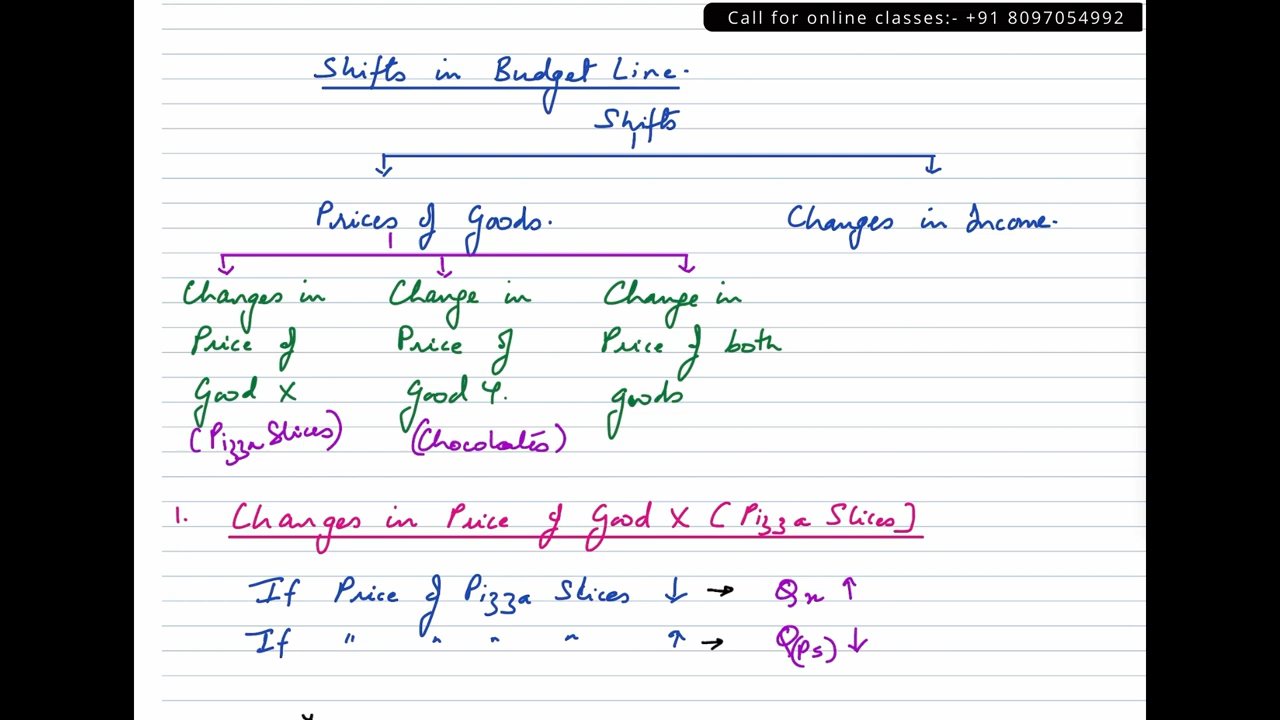 Call for online classes:- +91 8097054992
Shifts in Budget Line.
Shifts
Prices of Goods.
Changes in Income.
Changes in Price of Good X (Pizza Slices)
Change in Price of Good Y. (Chocolates)
Change in Price of both goods
1. Changes in Price of Good X (Pizza Slices]
If Price of Pizza Slices ↓ → Qx ↑
If " " " " ↑ → Q(Ps) ↓